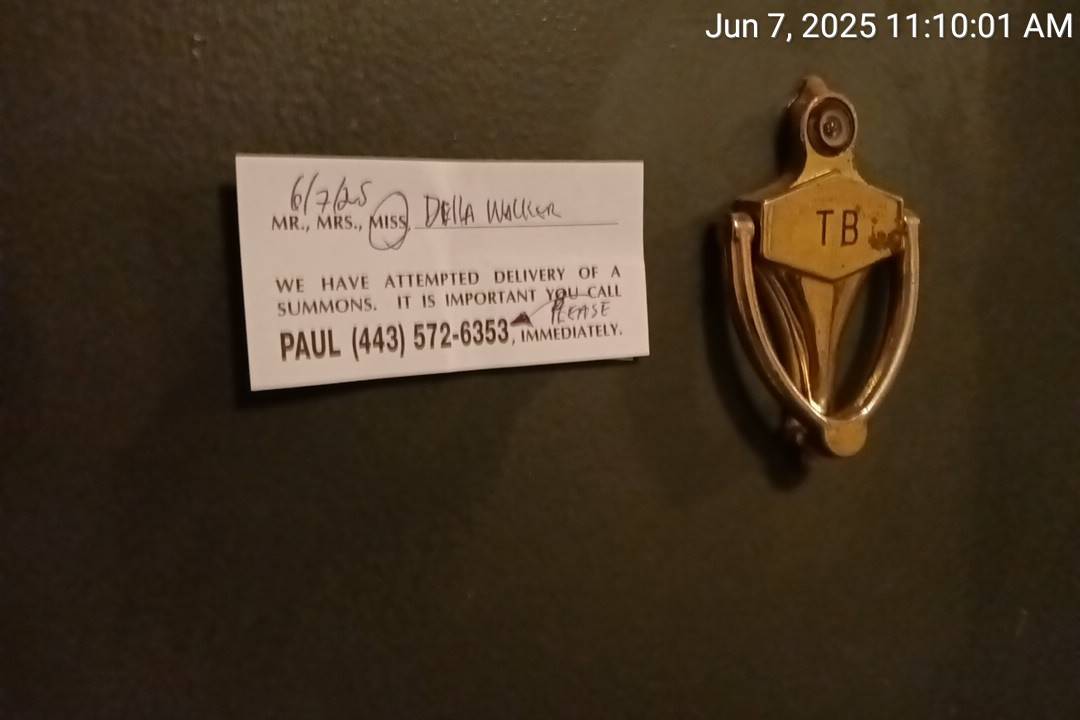 Jun 7, 2025 11:10:01 AM
6/7/25
MR., MRS., MISS, DELLA WALKER
WE HAVE ATTEMPTED DELIVERY OF A
SUMMONS. IT IS IMPORTANT YOU CALL
PLEASE
PAUL (443) 572-6353, IMMEDIATELY.
TB